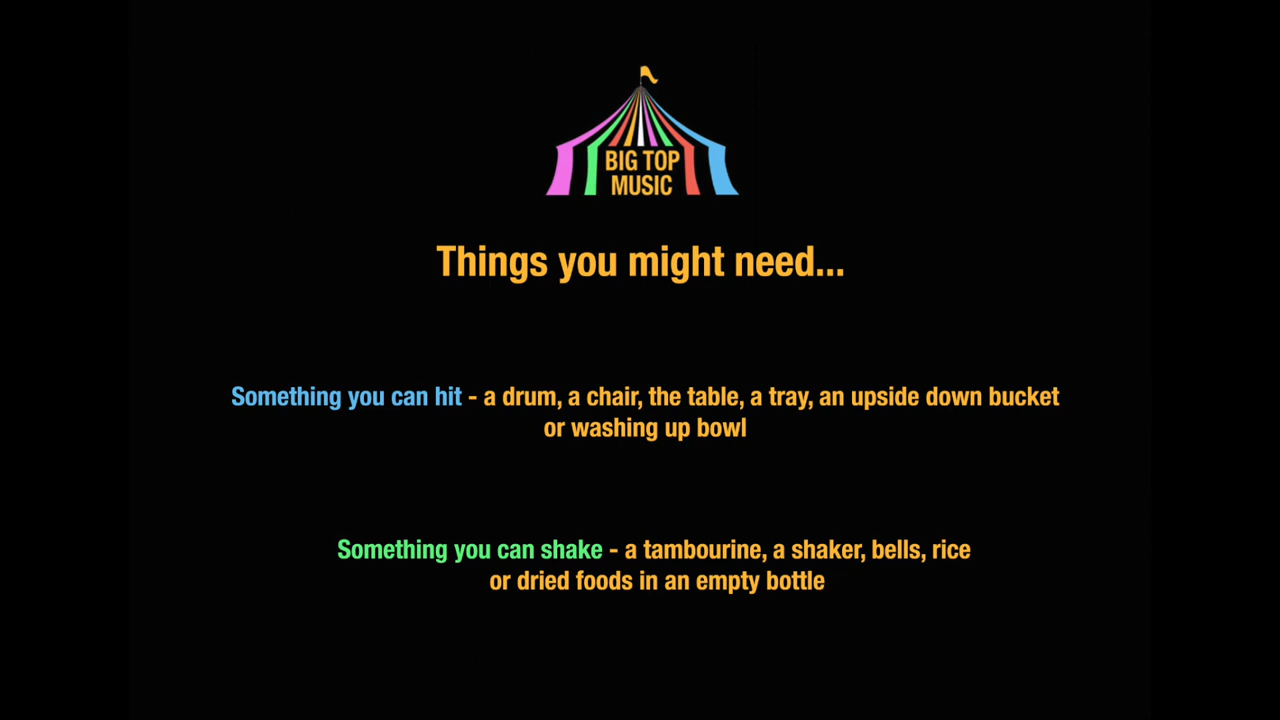 BIG TOP
MUSIC
Things you might need...
Something you can hit - a drum, a chair, the table, a tray, an upside down bucket
or washing up bowl
Something you can shake - a tambourine, a shaker, bells, rice
or dried foods in an empty bottle